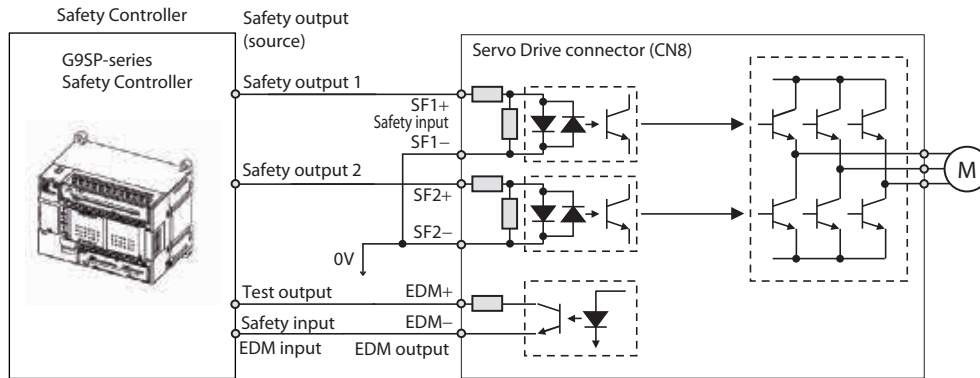 Safety Controller
Safety output
(source)
Servo Drive connector (CN8)
G9SP-series
Safety Controller
Safety output 1
SF1+
Safety input
SF1−
Safety output 2
SF2+
SF2−
0V
M
Test output
EDM+
Safety input
EDM−
EDM input
EDM output